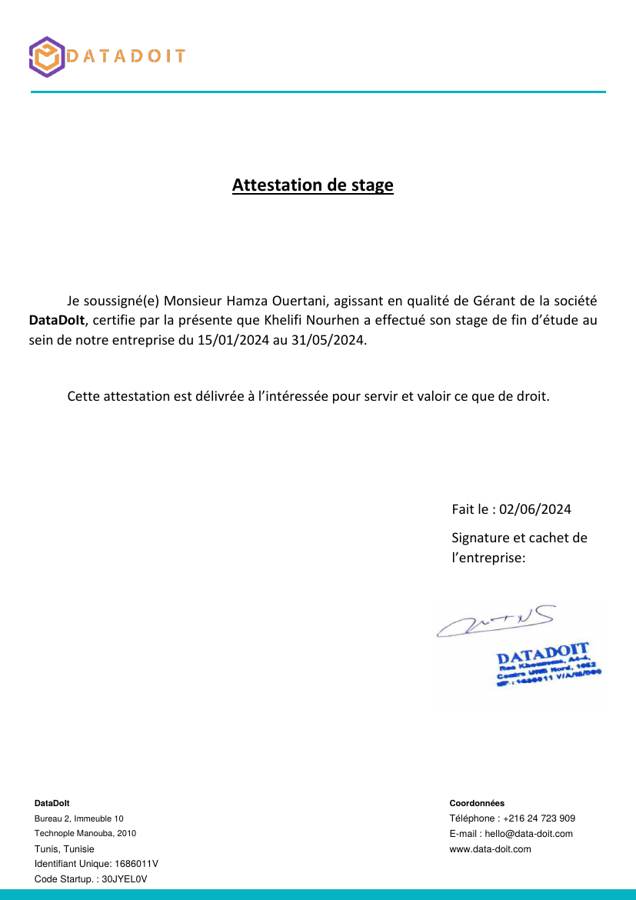 DATADOIT
Attestation de stage
Je soussigné(e) Monsieur Hamza Ouertani, agissant en qualité de Gérant de la société
DataDoIt, certifie par la présente que Khelifi Nourhen a effectué son stage de fin d’étude au
sein de notre entreprise du 15/01/2024 au 31/05/2024.
Cette attestation est délivrée à l’intéressée pour servir et valoir ce que de droit.
Fait le : 02/06/2024
Signature et cachet de
l’entreprise:
DATADOIT
Centre Nord, 1082
DataDoIt
Bureau 2, Immeuble 10
Technople Manouba, 2010
Tunis, Tunisie
Identifiant Unique: 1686011V
Code Startup. : 30JYEL0V
Coordonnées
Téléphone : +216 24 723 909
E-mail : hello@data-doit.com
www.data-doit.com